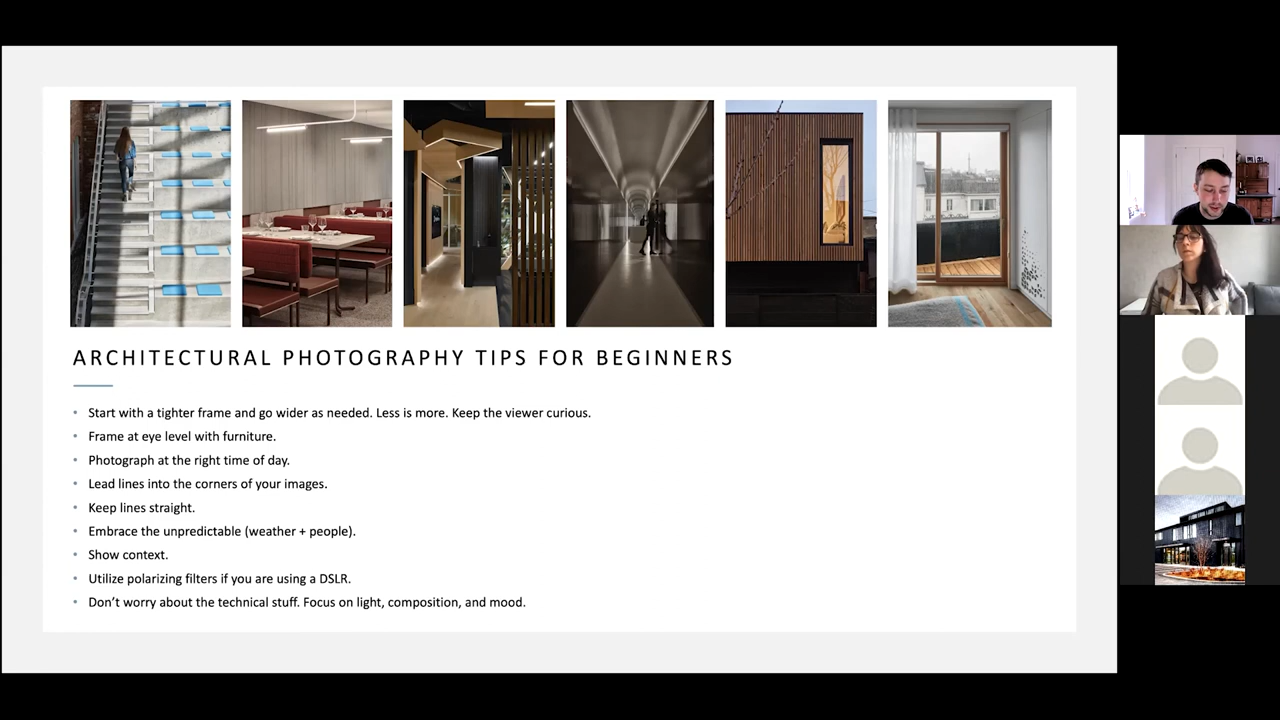 ARCHITECTURAL PHOTOGRAPHY TIPS FOR BEGINNERS
• Start with a tighter frame and go wider as needed. Less is more. Keep the viewer curious.
• Frame at eye level with furniture.
• Photograph at the right time of day.
• Lead lines into the corners of your images.
• Keep lines straight.
• Embrace the unpredictable (weather + people).
• Show context.
• Utilize polarizing filters if you are using a DSLR.
• Don’t worry about the technical stuff. Focus on light, composition, and mood.